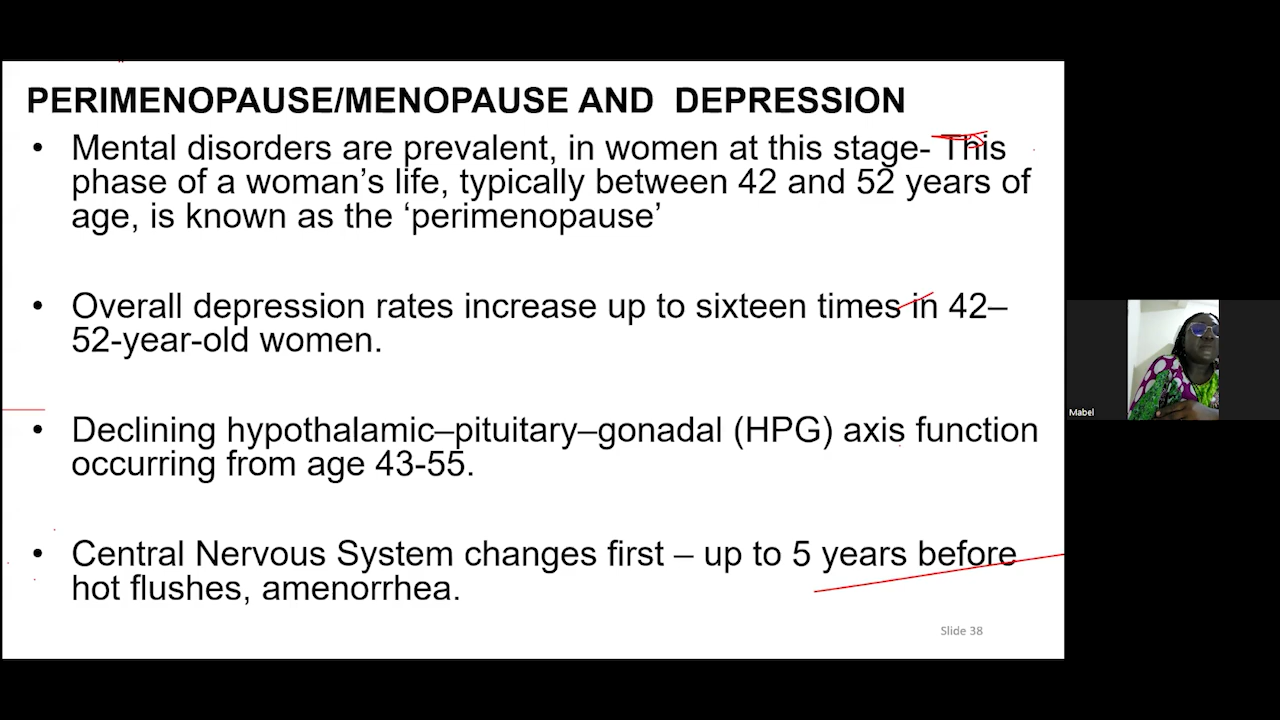 PERIMENOPAUSE/MENOPAUSE AND DEPRESSION
• Mental disorders are prevalent, in women at this stage- This
phase of a woman’s life, typically between 42 and 52 years of
age, is known as the ‘perimenopause’
• Overall depression rates increase up to sixteen times in 42–
52-year-old women.
• Declining hypothalamic–pituitary–gonadal (HPG) axis function
occurring from age 43-55.
• Central Nervous System changes first – up to 5 years before
hot flushes, amenorrhea.
Slide 38
Mabel